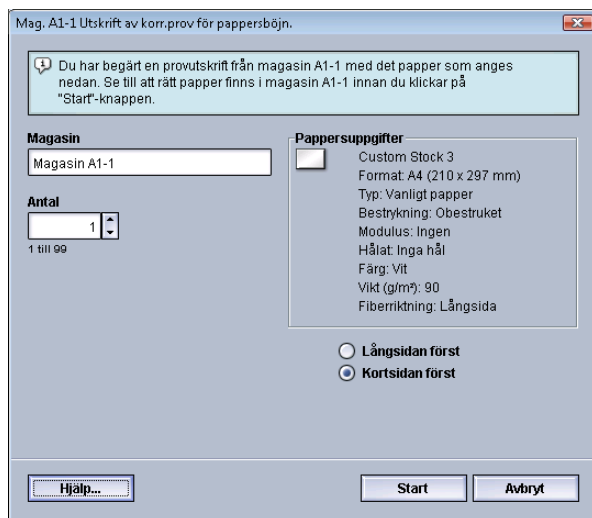 Mag. A1-1 Utskrift av korr.prov för pappersböjn.
Du har begärt en provutskrift från magasin A1-1 med det papper som anges
nedan. Se till att rätt papper finns i magasin A1-1 innan du klickar på
"Start"-knappen.
Magasin
Magasin A1-1
Antal
1
1 till 99
Pappersuppgifter
Custom Stock 3
Format: A4 (210 x 297 mm)
Typ: Vanligt papper
Bestrykning: Obestruket
Modulus: Ingen
Hålat: Inga hål
Färg: Vit
Vikt (g/m²): 90
Fiberriktning: Långsida
Långsidan först
Kortsidan först
Hjälp...
Start
Avbryt